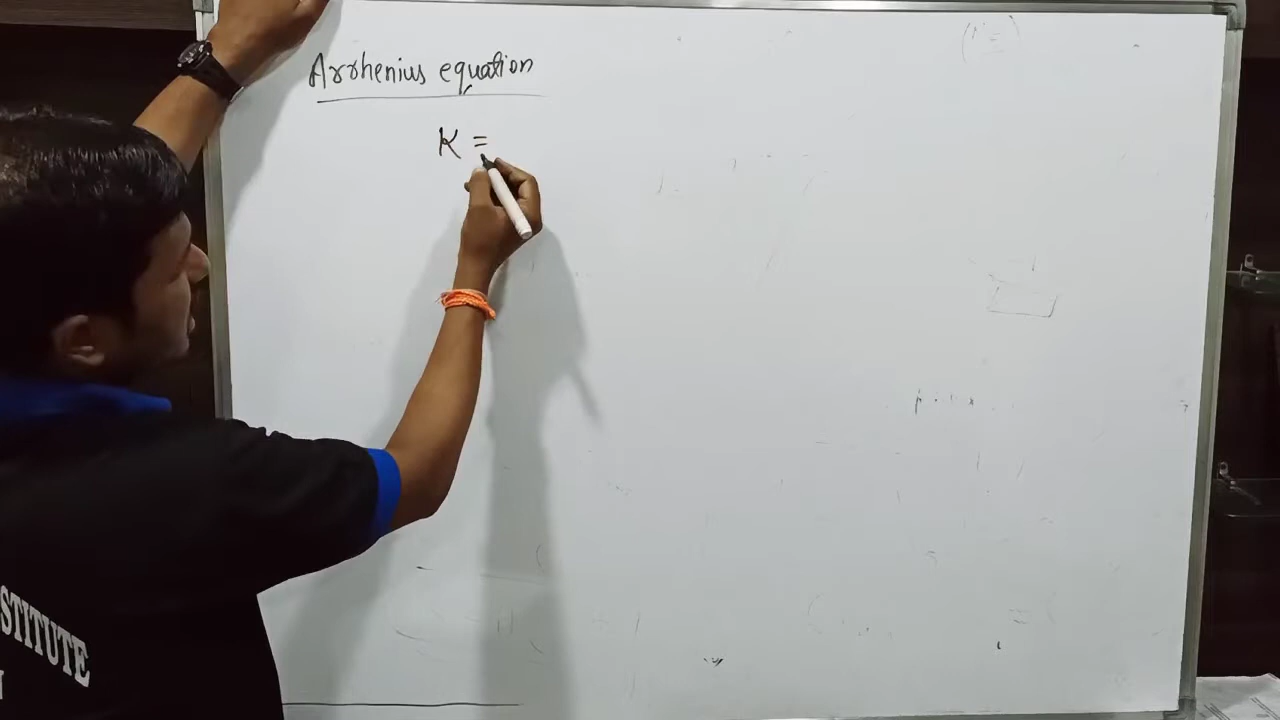 Arrhenius equation
K =
STITUTE